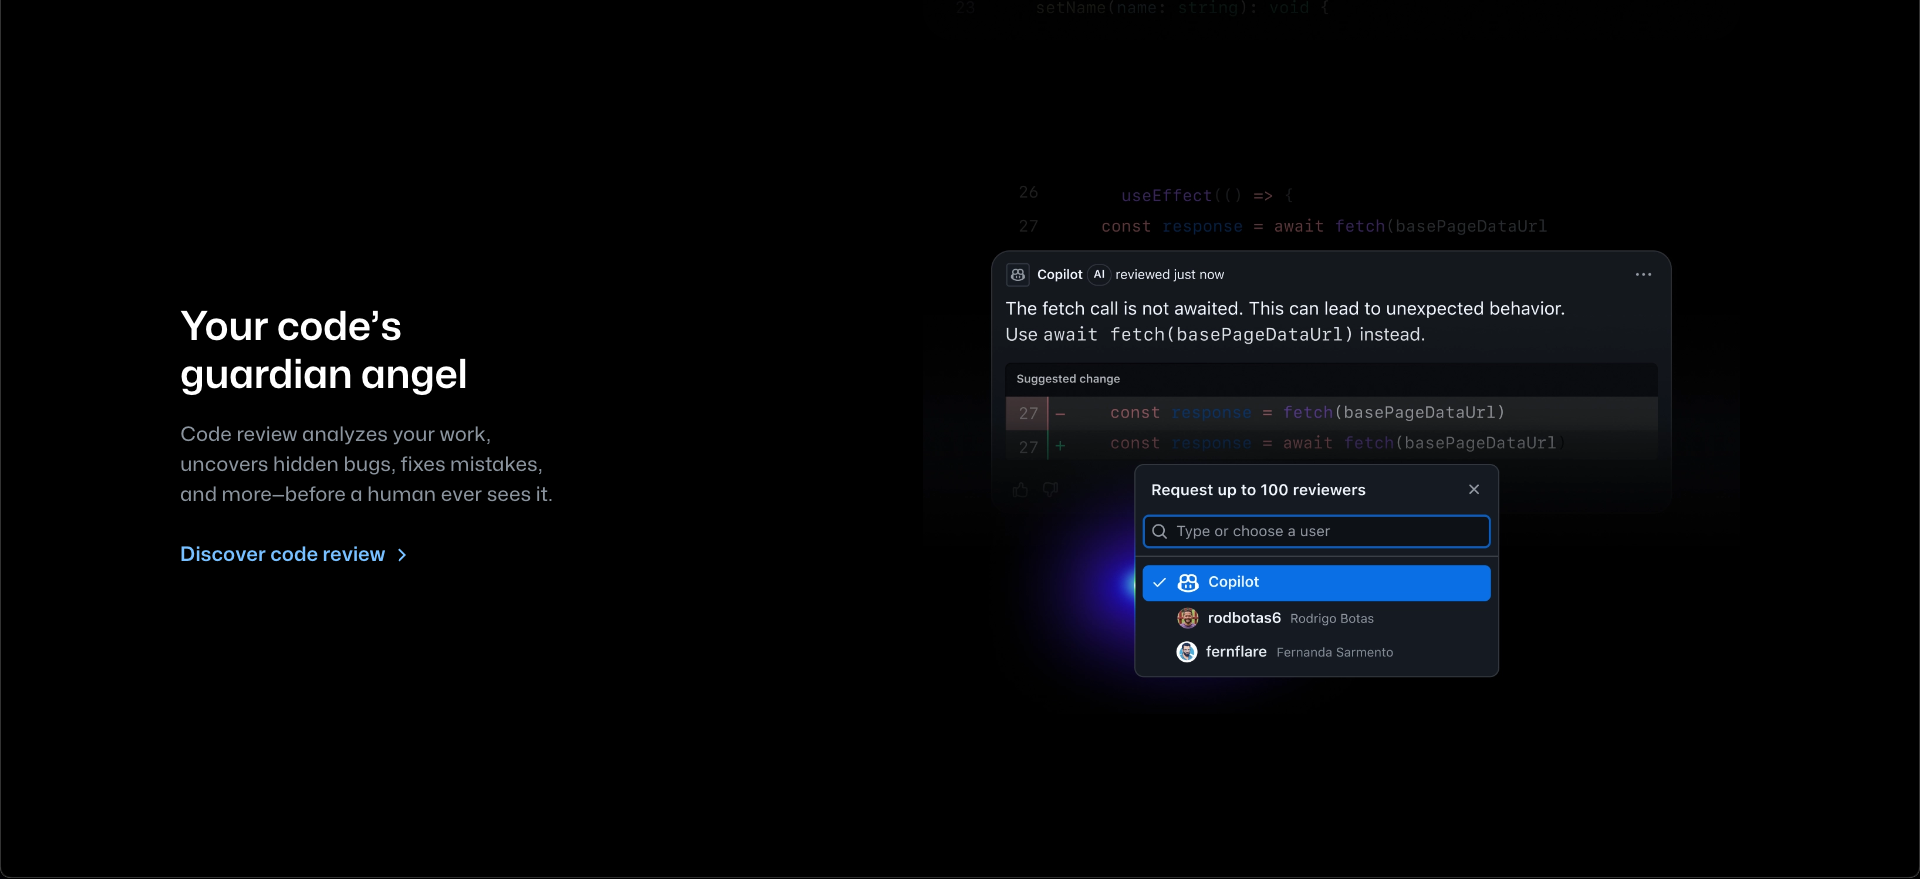 23 setName(name: string): void {
Your code’s
guardian angel
Code review analyzes your work,
uncovers hidden bugs, fixes mistakes,
and more—before a human ever sees it.
Discover code review
26 useEffect(() => {
27 const response = await fetch(basePageDataUrl
Copilot AI reviewed just now
The fetch call is not awaited. This can lead to unexpected behavior.
Use await fetch(basePageDataUrl) instead.
Suggested change
27 – const response = fetch(basePageDataUrl)
27 + const response = await fetch(basePageDataUrl
Request up to 100 reviewers
Type or choose a user
Copilot
rodbotas6 Rodrigo Botas
fernflare Fernanda Sarmento